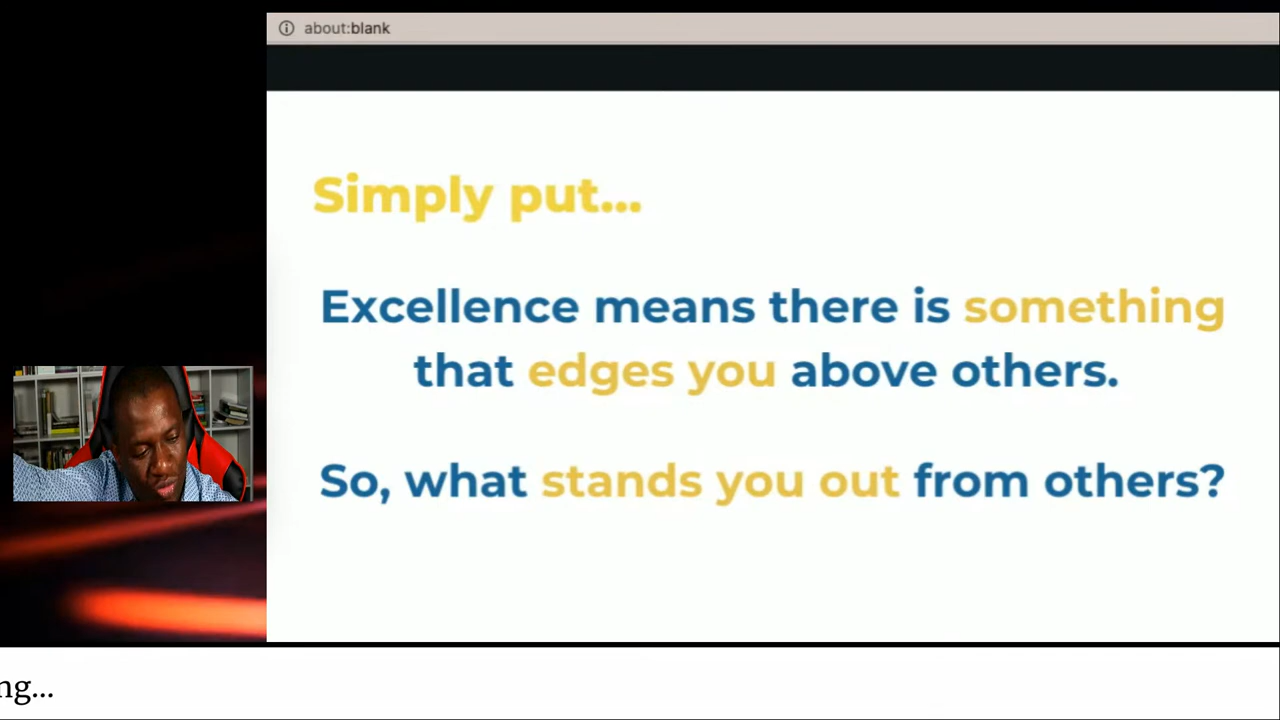 about:blank
Simply put...
Excellence means there is something
that edges you above others.
So, what stands you out from others?
ng...